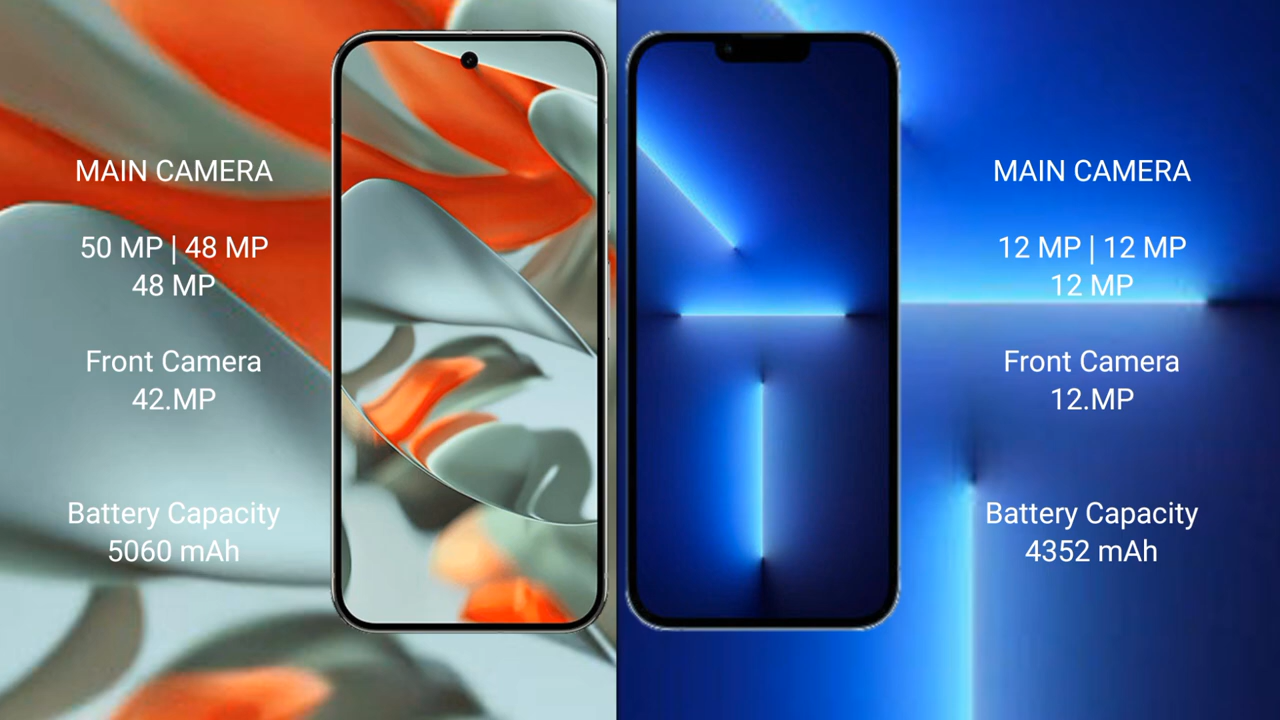 MAIN CAMERA
50 MP | 48 MP
48 MP
Front Camera
42.MP
Battery Capacity
5060 mAh
MAIN CAMERA
12 MP | 12 MP
12 MP
Front Camera
12.MP
Battery Capacity
4352 mAh